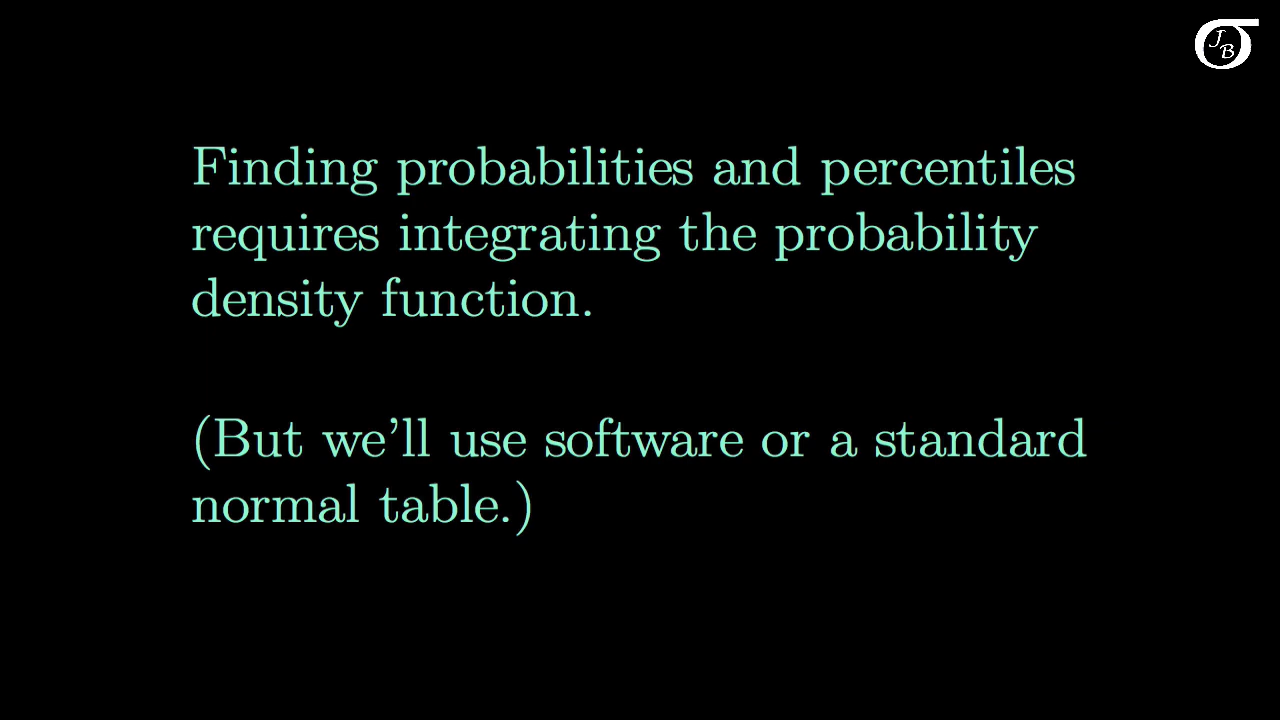 σ JB
Finding probabilities and percentiles
requires integrating the probability
density function.
(But we’ll use software or a standard
normal table.)